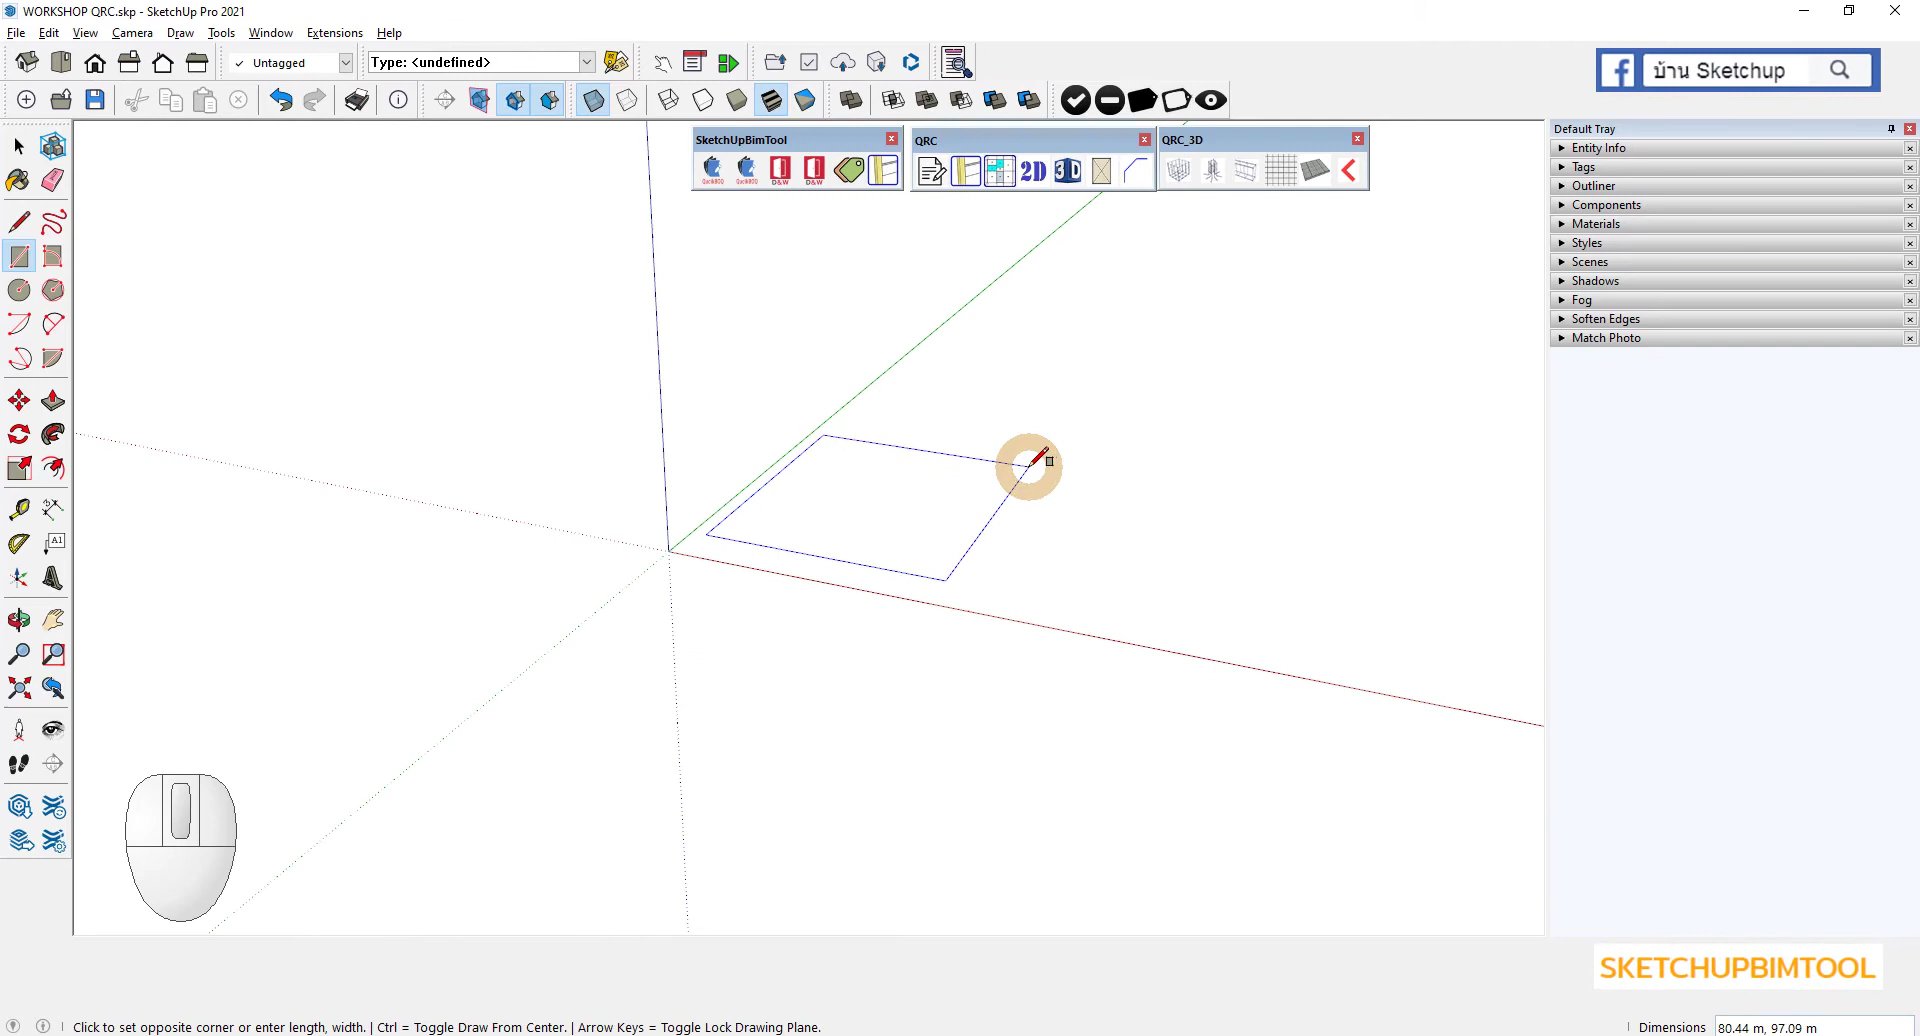 WORKSHOP QRC.skp - SketchUp Pro 2021
File Edit View Camera Draw Tools Window Extensions Help
Untagged
Type: <undefined>
บ้าน Sketchup
SketchUpBimTool
QRC
QRC_3D
D&W
D&W
2D
3D
Default Tray
Entity Info
Tags
Outliner
Components
Materials
Styles
Scenes
Shadows
Fog
Soften Edges
Match Photo
A1
SKETCHUPBIMTOOL
Click to set opposite corner or enter length, width. | Ctrl = Toggle Draw From Center. | Arrow Keys = Toggle Lock Drawing Plane.
Dimensions 80.44 m, 97.09 m